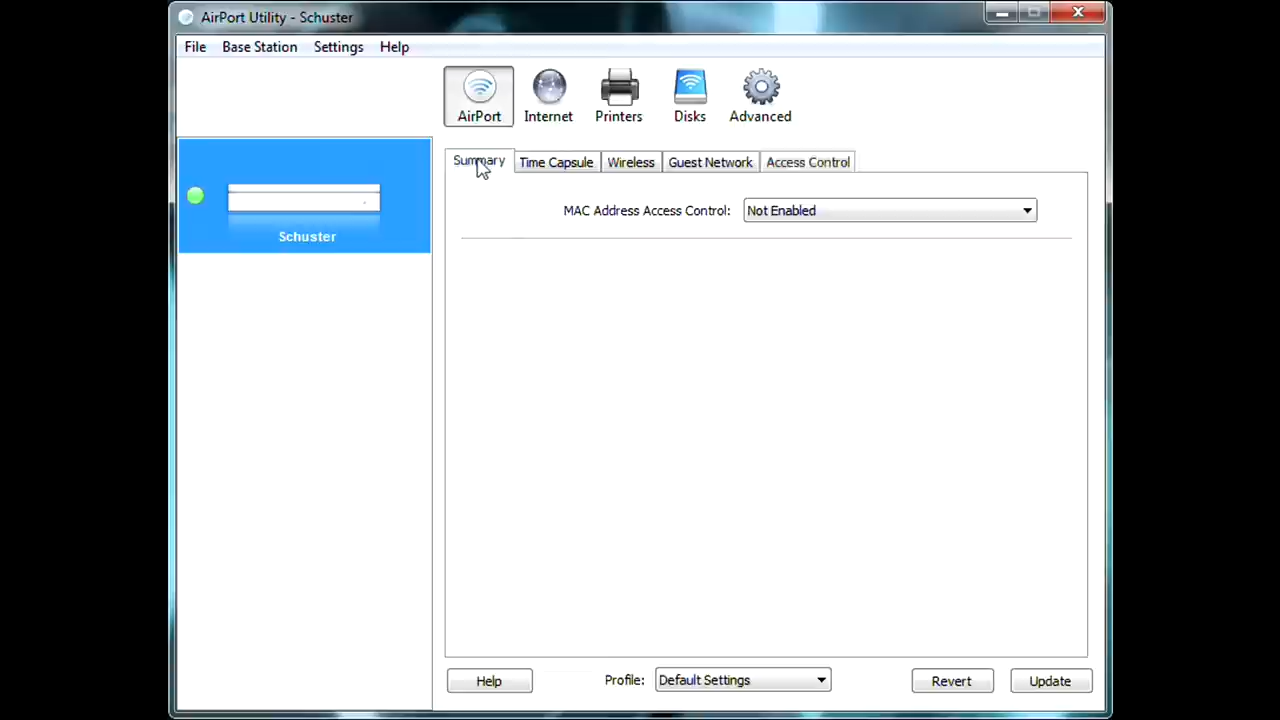 AirPort Utility - Schuster
File Base Station Settings Help
AirPort Internet Printers Disks Advanced
Schuster
Summary Time Capsule Wireless Guest Network Access Control
MAC Address Access Control: Not Enabled
Help Profile: Default Settings Revert Update